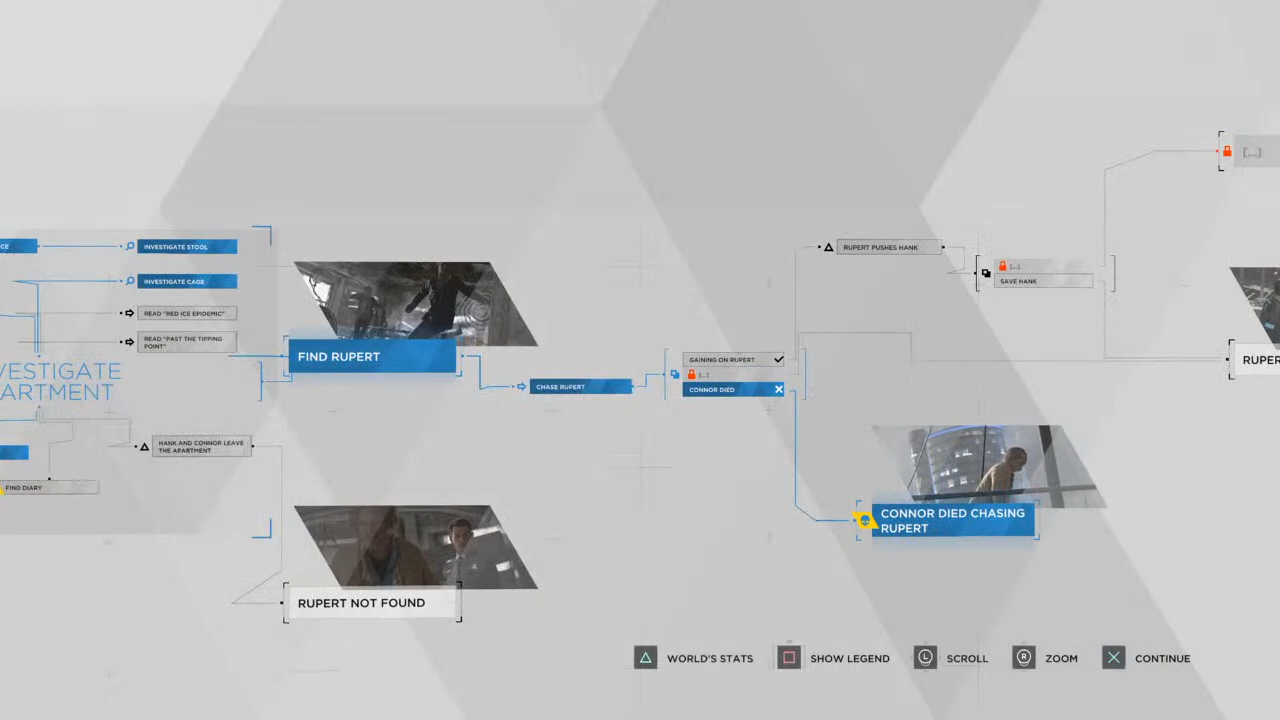 [...]
CE
INVESTIGATE STOOL
RUPERT PUSHES HANK
[...]
INVESTIGATE CAGE
SAVE HANK
READ "RED ICE EPIDEMIC"
READ "PAST THE TIPPING
POINT"
FIND RUPERT
GAINING ON RUPERT
RUPER
[...]
VESTIGATE
ARTMENT
CHASE RUPERT
CONNOR DIED
HANK AND CONNOR LEAVE
THE APARTMENT
FIND DIARY
CONNOR DIED CHASING
RUPERT
RUPERT NOT FOUND
WORLD'S STATS
SHOW LEGEND
L
SCROLL
R
ZOOM
CONTINUE